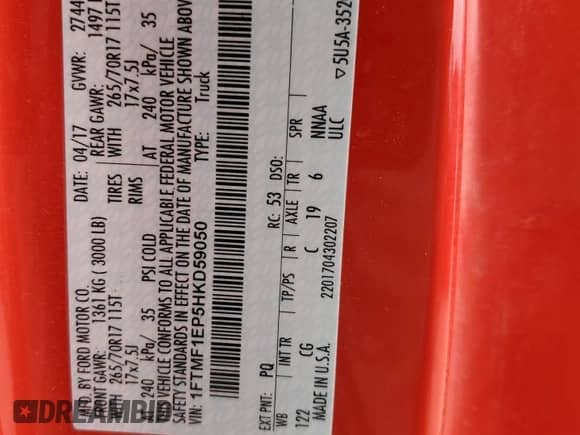 MFD. BY FORD MOTOR CO.
DATE: 04/17 GVWR: 2744
FRONT GAWR: 1361 KG ( 3000 LB) REAR GAWR: 1497
WITH 265/70R17 115T TIRES WITH 265/70R17 115T
17x7.5J RIMS 17x7.5J
240 kPa/ 35 PSI COLD AT 240 kPa/ 35
THIS VEHICLE CONFORMS TO ALL APPLICABLE FEDERAL MOTOR VEHICLE
SAFETY STANDARDS IN EFFECT ON THE DATE OF MANUFACTURE SHOWN ABOVE
VIN: 1FTMF1EP5HKD59050 TYPE: Truck
EXT PNT: PQ RC: 53 DSO:
WB INT TR TP/PS R AXLE TR SPR
122 CG C 19 6 NNAA
MADE IN U.S.A. 2201704302207 ULC
▽5U5A-352
DREAMBID